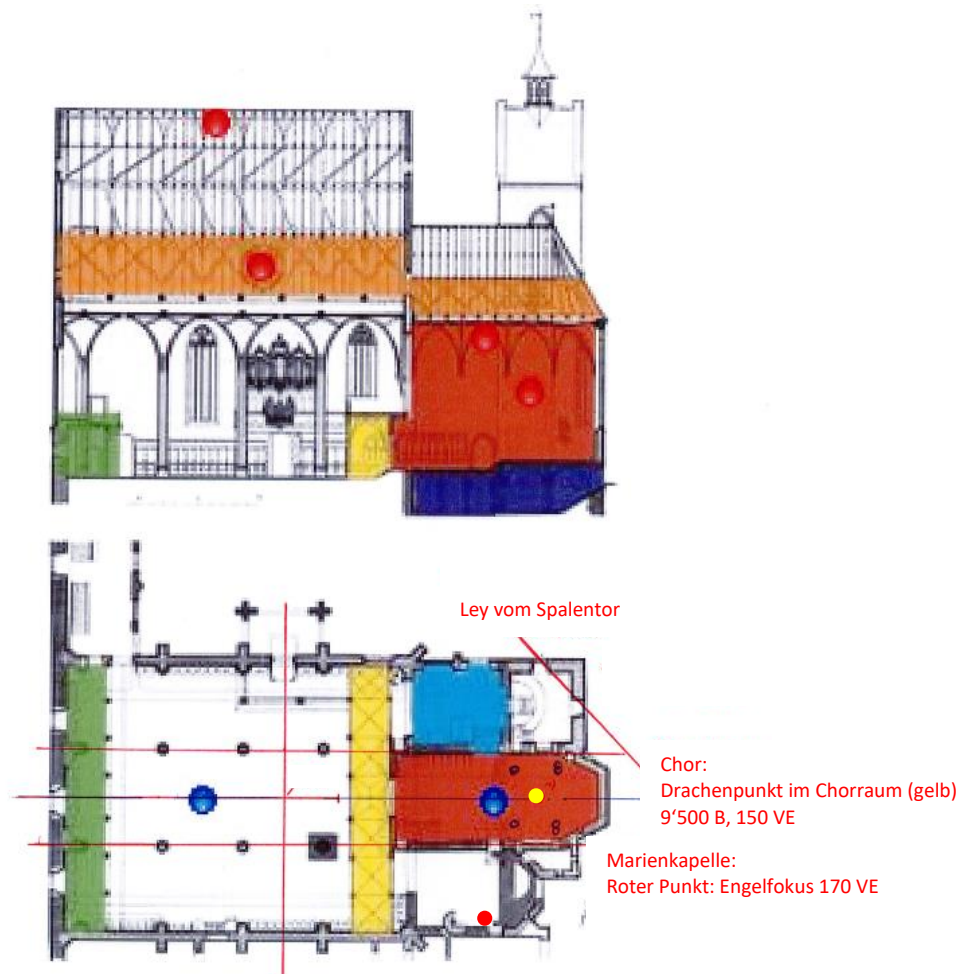 Ley vom Spalentor
Chor:
Drachenpunkt im Chorraum (gelb)
9‘500 B, 150 VE
Marienkapelle:
Roter Punkt: Engelfokus 170 VE